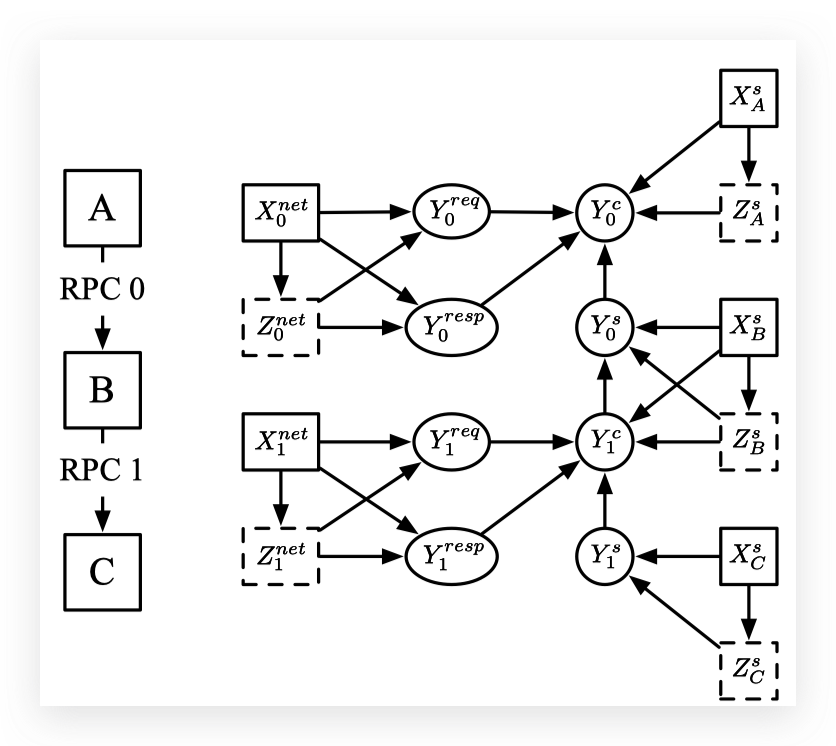 A
RPC 0
B
RPC 1
C
X_0^{net}
Y_0^{req}
Y_0^c
X_A^s
Z_A^s
Z_0^{net}
Y_0^{resp}
Y_0^s
X_B^s
X_1^{net}
Y_1^{req}
Y_1^c
Z_B^s
Z_1^{net}
Y_1^{resp}
Y_1^s
X_C^s
Z_C^s